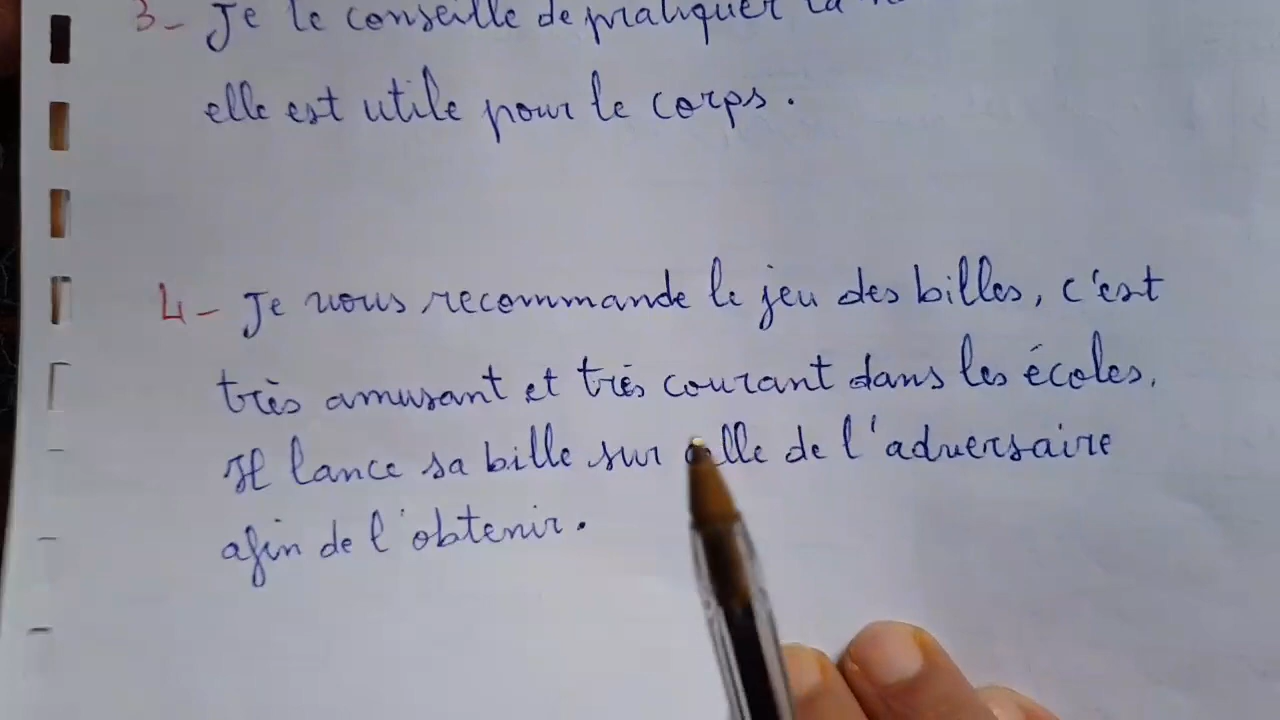 3- Je te conseille de pratiquer la
elle est utile pour le corps.
4- Je vous recommande le jeu des billes, c'est
très amusant et très courant dans les écoles.
Il lance sa bille sur celle de l'adversaire
afin de l'obtenir.